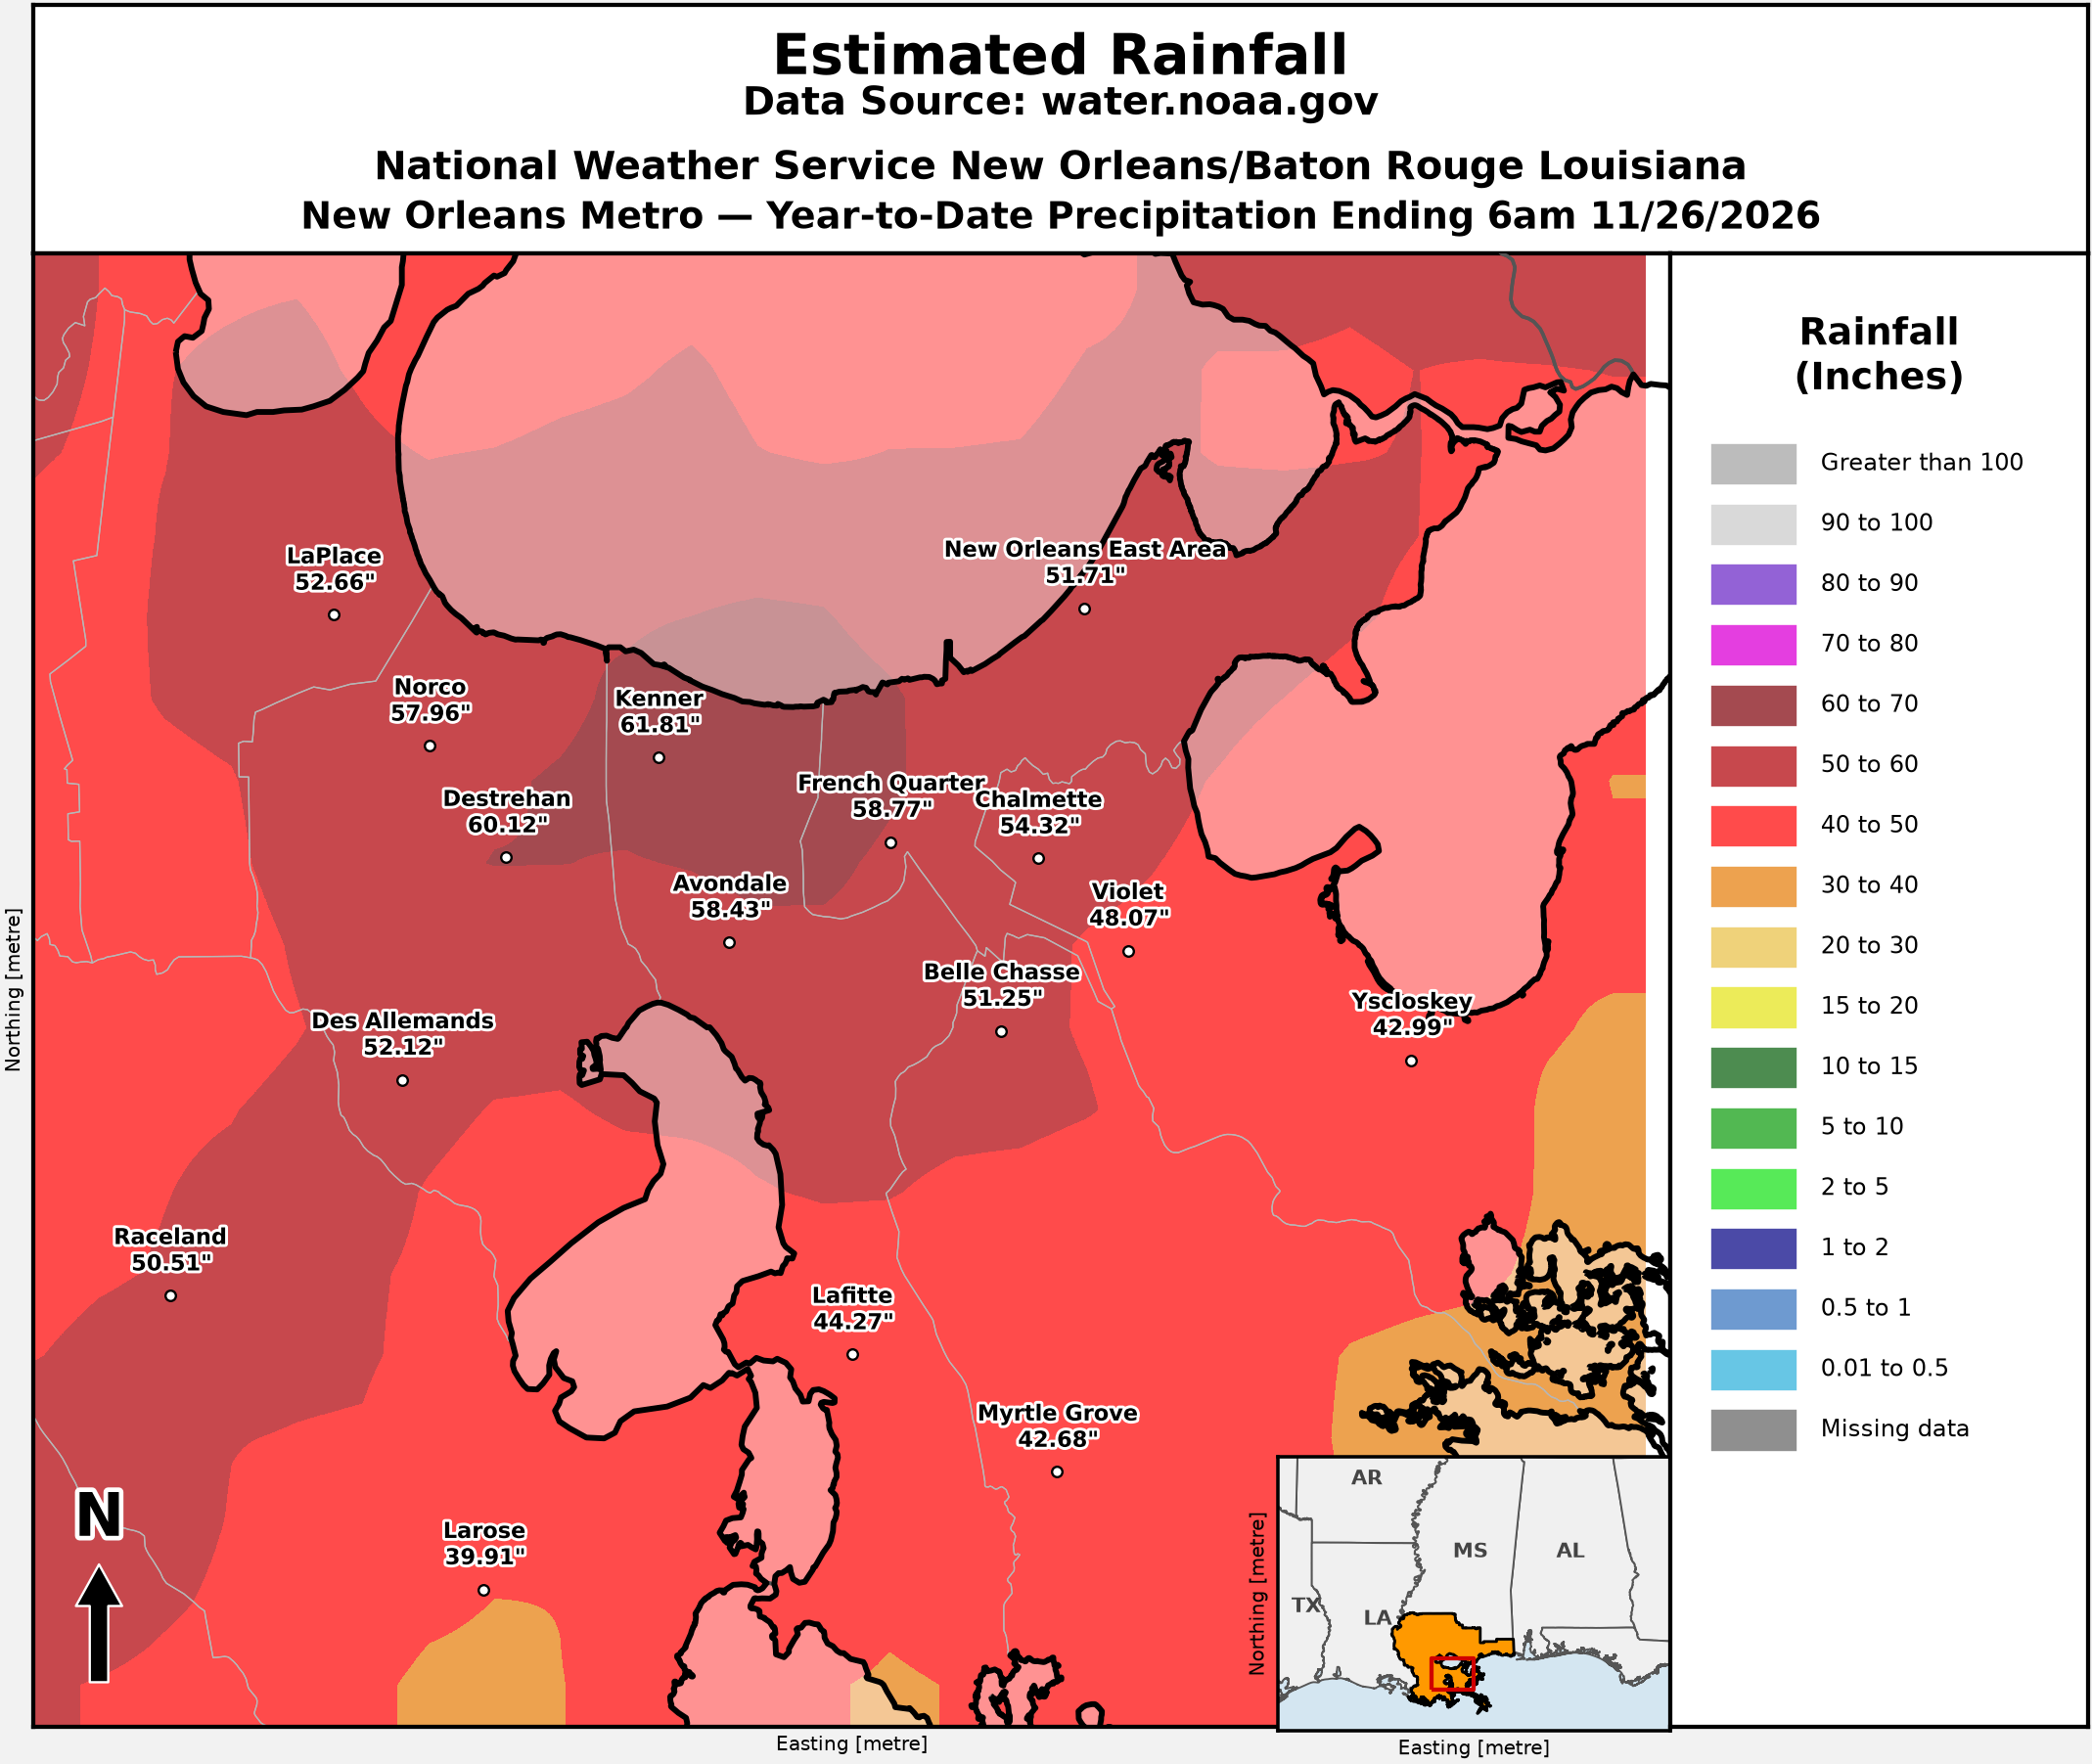 Estimated Rainfall
Data Source: water.noaa.gov
National Weather Service New Orleans/Baton Rouge Louisiana
New Orleans Metro — Year-to-Date Precipitation Ending 6am 11/26/2026
Rainfall
(Inches)
Greater than 100
90 to 100
80 to 90
70 to 80
60 to 70
50 to 60
40 to 50
30 to 40
20 to 30
15 to 20
10 to 15
5 to 10
2 to 5
1 to 2
0.5 to 1
0.01 to 0.5
Missing data
New Orleans East Area
51.71"
LaPlace
52.66"
Norco
57.96"
Kenner
61.81"
French Quarter
58.77"
Destrehan
60.12"
Chalmette
54.32"
Avondale
58.43"
Violet
48.07"
Belle Chasse
51.25"
Yscloskey
42.99"
Des Allemands
52.12"
Raceland
50.51"
Lafitte
44.27"
Myrtle Grove
42.68"
Larose
39.91"
N
AR
MS
AL
TX
LA
Northing [metre]
Easting [metre]
Northing [metre]
Easting [metre]